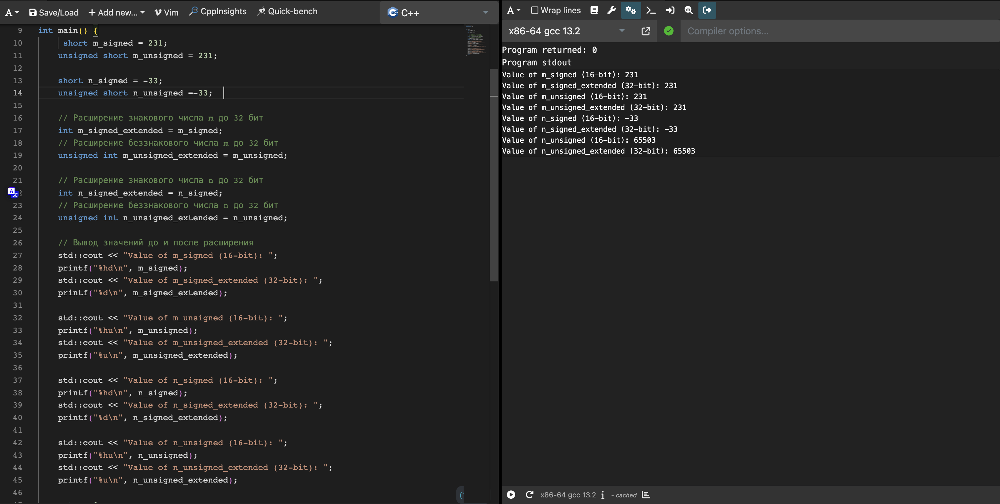 A Save/Load + Add new... Vim CppInsights Quick-bench C++
9 int main() {
10 short m_signed = 231;
11 unsigned short m_unsigned = 231;
12
13 short n_signed = -33;
14 unsigned short n_unsigned =-33;
15
16 // Расширение знакового числа m до 32 бит
17 int m_signed_extended = m_signed;
18 // Расширение беззнакового числа m до 32 бит
19 unsigned int m_unsigned_extended = m_unsigned;
20
21 // Расширение знакового числа n до 32 бит
int n_signed_extended = n_signed;
23 // Расширение беззнакового числа n до 32 бит
24 unsigned int n_unsigned_extended = n_unsigned;
25
26 // Вывод значений до и после расширения
27 std::cout << "Value of m_signed (16-bit): ";
28 printf("%hd\n", m_signed);
29 std::cout << "Value of m_signed_extended (32-bit): ";
30 printf("%d\n", m_signed_extended);
31
32 std::cout << "Value of m_unsigned (16-bit): ";
33 printf("%hu\n", m_unsigned);
34 std::cout << "Value of m_unsigned_extended (32-bit): ";
35 printf("%u\n", m_unsigned_extended);
36
37 std::cout << "Value of n_signed (16-bit): ";
38 printf("%hd\n", n_signed);
39 std::cout << "Value of n_signed_extended (32-bit): ";
40 printf("%d\n", n_signed_extended);
41
42 std::cout << "Value of n_unsigned (16-bit): ";
43 printf("%hu\n", n_unsigned);
44 std::cout << "Value of n_unsigned_extended (32-bit): ";
45 printf("%u\n", n_unsigned_extended);
46
A Wrap lines
x86-64 gcc 13.2 Compiler options...
Program returned: 0
Program stdout
Value of m_signed (16-bit): 231
Value of m_signed_extended (32-bit): 231
Value of m_unsigned (16-bit): 231
Value of m_unsigned_extended (32-bit): 231
Value of n_signed (16-bit): -33
Value of n_signed_extended (32-bit): -33
Value of n_unsigned (16-bit): 65503
Value of n_unsigned_extended (32-bit): 65503
x86-64 gcc 13.2 i - cached